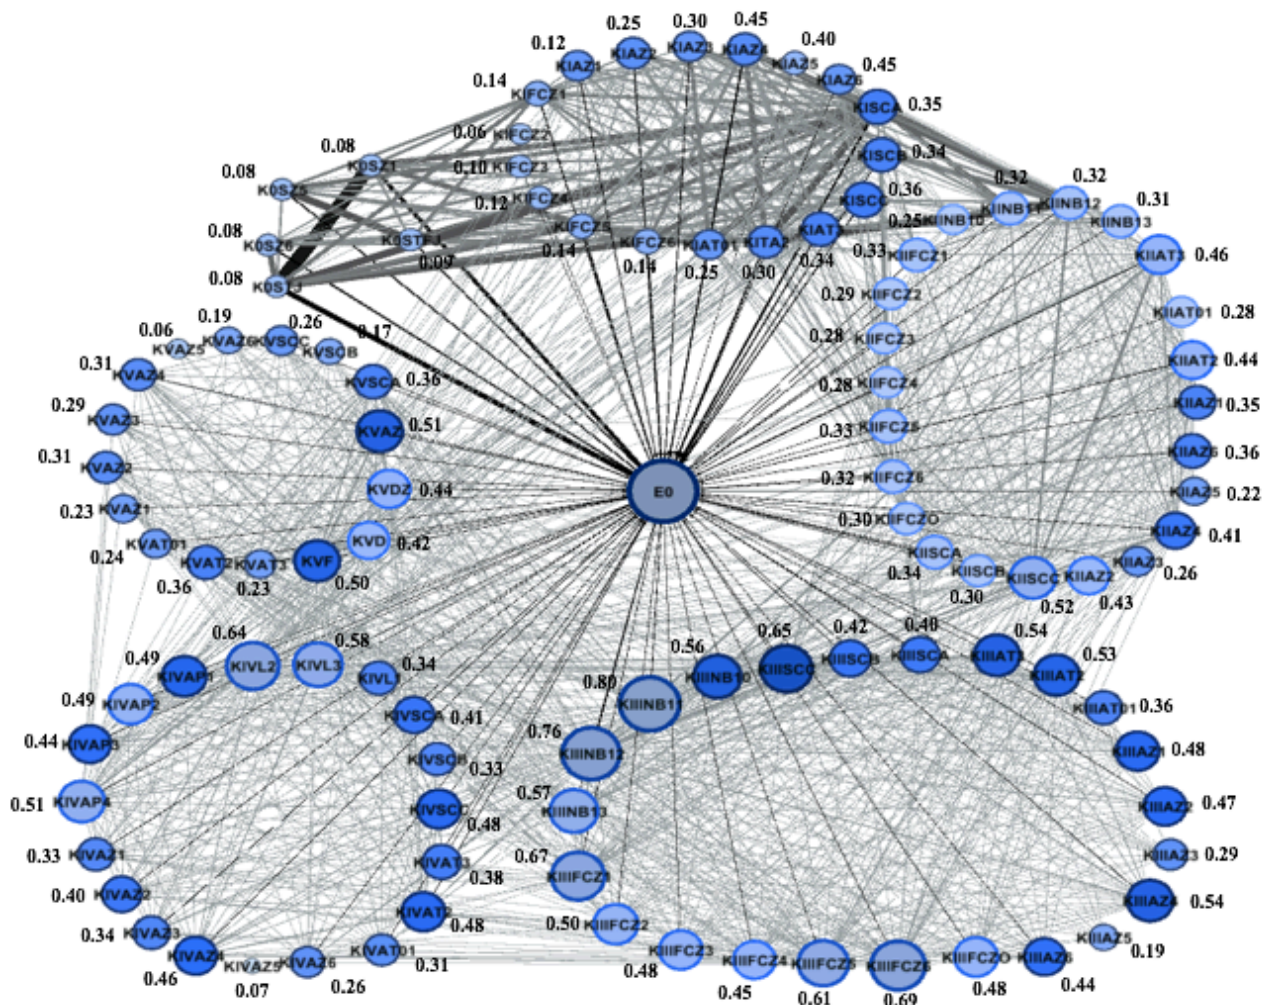 0.12 KIAZ1
0.25 KIAZ2
0.30 KIAZ3
0.45 KIAZ4
0.40 KIAZ5
0.45 KIAZ6
0.35 KISCA
0.34 KISCB
0.36 KISCC
0.14 KIFCZ1
0.06 KIFCZ2
0.10 KIFCZ3
0.12 KIFCZ4
0.14 KIFCZ5
0.14 KIFCZ6
0.25 KIAT01
0.30 KITA2
0.34
0.08 K0SZ1
0.08
0.08 K0SZ6
0.08
0.09
0.25 KIINB10
0.32 KIINB11
0.32 KIINB12
0.31 KIINB13
0.46 KIIAT3
0.28 KIIAT01
0.44 KIIAT2
0.35 KIIAZ1
0.36 KIIAZ6
0.22 KIIAZ5
0.41 KIIAZ4
0.26 KIIAZ3
0.43 KIIAZ2
0.52 KIISCC
0.30 KIISCB
0.34 KIISCA
0.30 KIIFCZO
0.32 KIIFCZ6
0.33 KIIFCZ5
0.28 KIIFCZ4
0.28 KIIFCZ3
0.29 KIIFCZ2
0.33 KIIFCZ1
E0
0.06 KVAZ5
0.19 KVAZ6
0.26 KVSCC
0.17 KVSCB
0.36 KVSCA
0.51 KVAZ
0.44 KVDZ
0.42 KVD
0.50 KVF
0.23 KVAT3
0.36 KVAT2
0.24 KVAT01
0.23 KVAZ1
0.31 KVAZ2
0.29 KVAZ3
0.31 KVAZ4
0.64 KIVL2
0.58 KIVL3
0.34 KIVL1
0.41 KIVSCA
0.33 KIVSCB
0.48 KIVSCC
0.38 KIVAT3
0.48 KIVAT2
0.31 KIVAT01
0.26 KIVAZ6
0.07 KIVAZ5
0.46 KIVAZ4
0.34 KIVAZ3
0.40 KIVAZ2
0.33 KIVAZ1
0.51 KIVAP4
0.44 KIVAP3
0.49 KIVAP2
0.49 KIVAP1
0.56 KIIINB10
0.65 KIIISCC
0.42 KIIISCB
0.40 KIIISCA
0.54 KIIIAT3
0.53 KIIIAT2
0.36 KIIIAT01
0.48 KIIIAZ1
0.47 KIIIAZ2
0.29 KIIIAZ3
0.54 KIIIAZ4
0.19 KIIIAZ5
0.44 KIIIAZ6
0.48 KIIIFCZO
0.69 KIIIFCZ6
0.61 KIIIFCZ5
0.45 KIIIFCZ4
0.48 KIIIFCZ3
0.50 KIIIFCZ2
0.67 KIIIFCZ1
0.57 KIIINB13
0.76 KIIINB12
0.80 KIIINB11